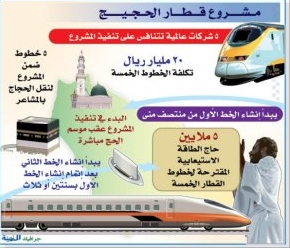 مشروع قطار الحجيج
٥ شركات عالمية تتنافس على تنفيذ المشروع
٢٠ مليار ريال
تكلفة الخطوط الخمسة
٥ خطوط
ضمن
المشروع
لنقل الحجاج
بالمشاعر
يبدأ إنشاء الخط الأول من منتصف منى
البدء في تنفيذ
المشروع عقب موسم
الحج مباشرة
٥ ملايين
حاج الطاقة
الاستيعابية
المقترحة لخطوط
القطار الخمسة
يبدأ إنشاء الخط الثاني
بعد إتمام إنشاء الخط
الأول بسنتين أو ثلاث
جرافيك المدينة